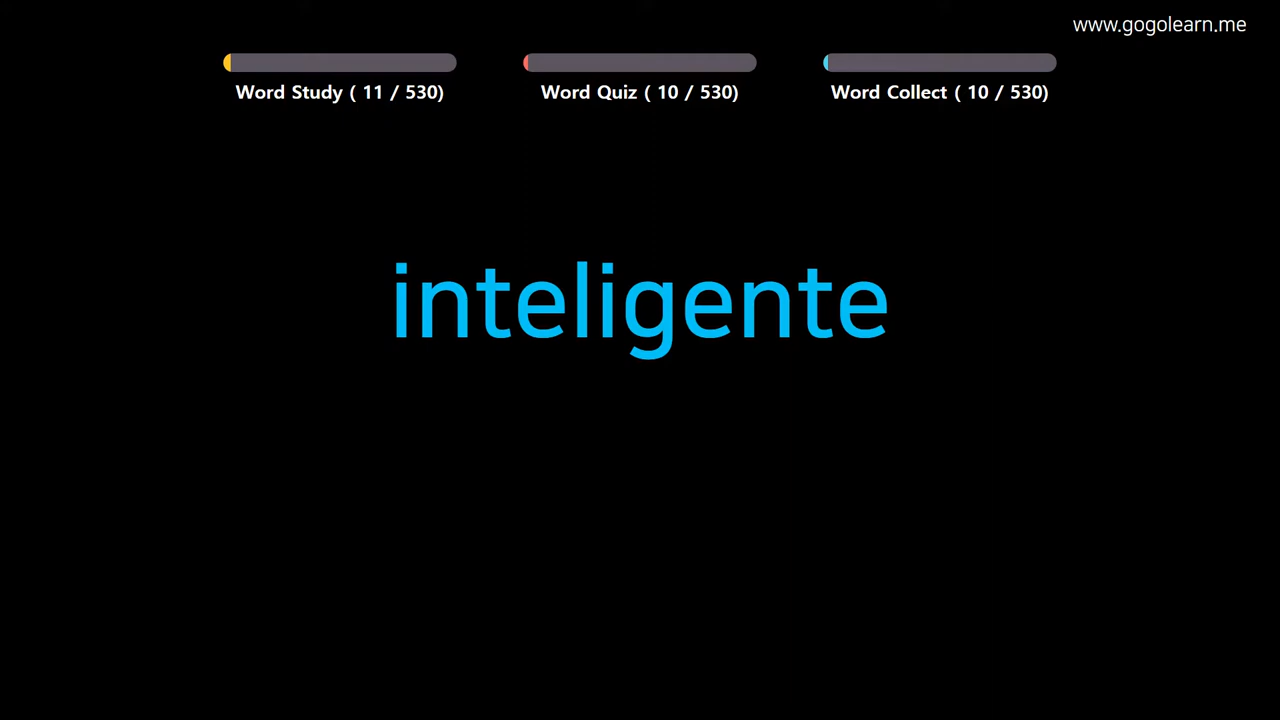 www.gogolearn.me
Word Study ( 11 / 530)
Word Quiz ( 10 / 530)
Word Collect ( 10 / 530)
inteligente